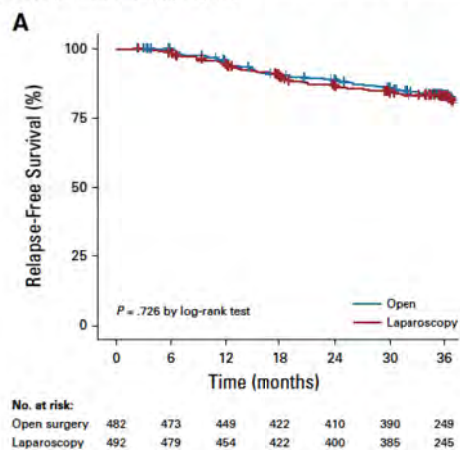 A
100
75
50
25
0
Relapse-Free Survival (%)
P = .726 by log-rank test
Open
Laparoscopy
0 6 12 18 24 30 36
Time (months)
No. at risk:
Open surgery 482 473 449 422 410 390 249
Laparoscopy 492 479 454 422 400 385 245